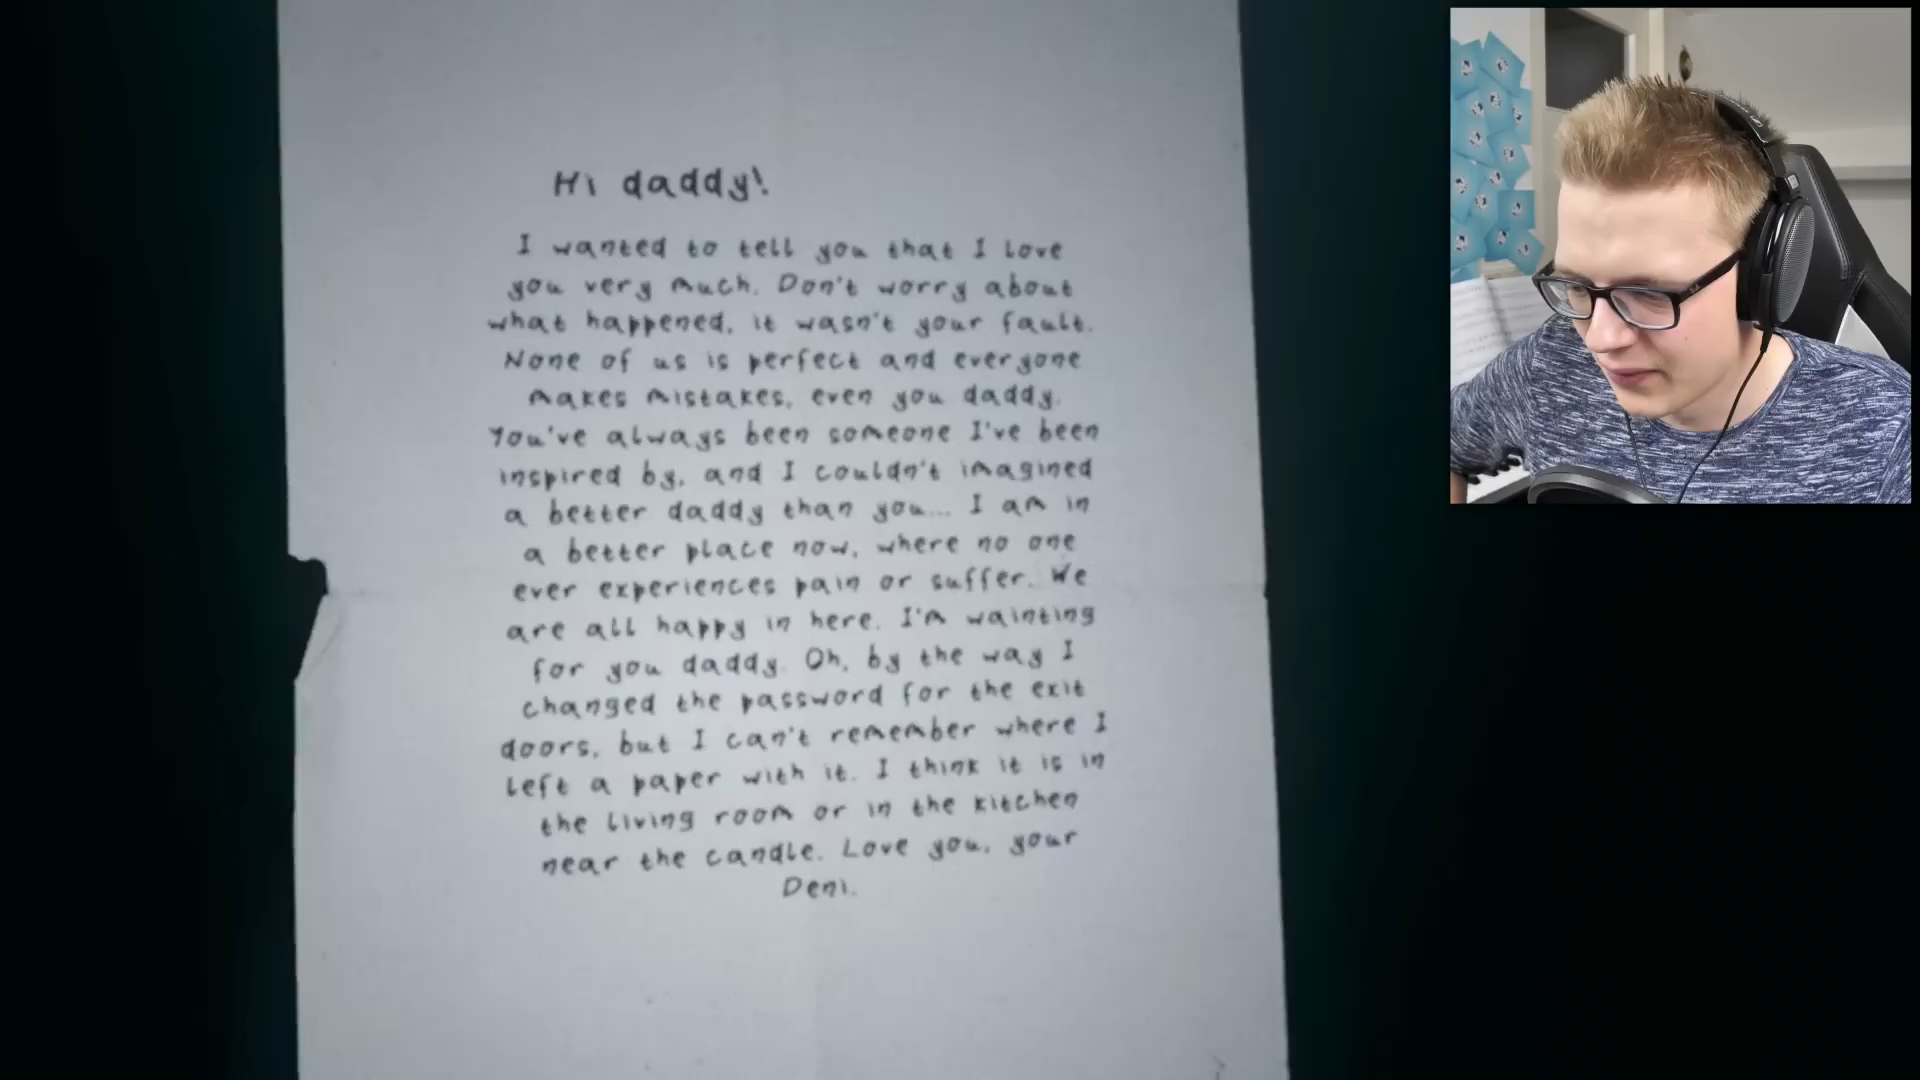 Hi daddy!
I wanted to tell you that I love
you very much. Don't worry about
what happened, it wasn't your fault.
None of us is perfect and everyone
makes mistakes, even you daddy.
You've always been someone I've been
inspired by, and I couldn't imagined
a better daddy than you... I am in
a better place now, where no one
ever experiences pain or suffer. We
are all happy in here. I'm wainting
for you daddy. Oh, by the way I
changed the password for the exit
doors, but I can't remember where I
left a paper with it. I think it is in
the living room or in the kitchen
near the candle. Love you, your
Deni.